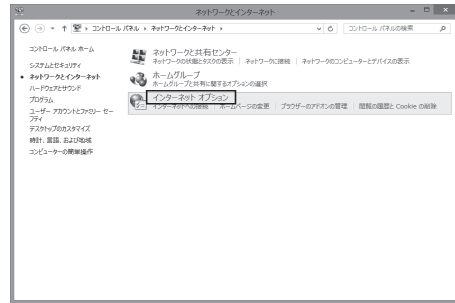 ネットワークとインターネット
コントロール パネル ▸ ネットワークとインターネット ▸
コントロール パネルの検索
コントロール パネル ホーム
システムとセキュリティ
ネットワークとインターネット
ハードウェアとサウンド
プログラム
ユーザー アカウントとファミリー セー
フティ
デスクトップのカスタマイズ
時計、言語、および地域
コンピューターの簡単操作
ネットワークと共有センター
ネットワークの状態とタスクの表示 ネットワークに接続 ネットワークのコンピューターとデバイスの表示
ホームグループ
ホームグループと共有に関するオプションの選択
インターネット オプション
インターネットへの接続 ホームページの変更 ブラウザーのアドオンの管理 閲覧の履歴と Cookie の削除